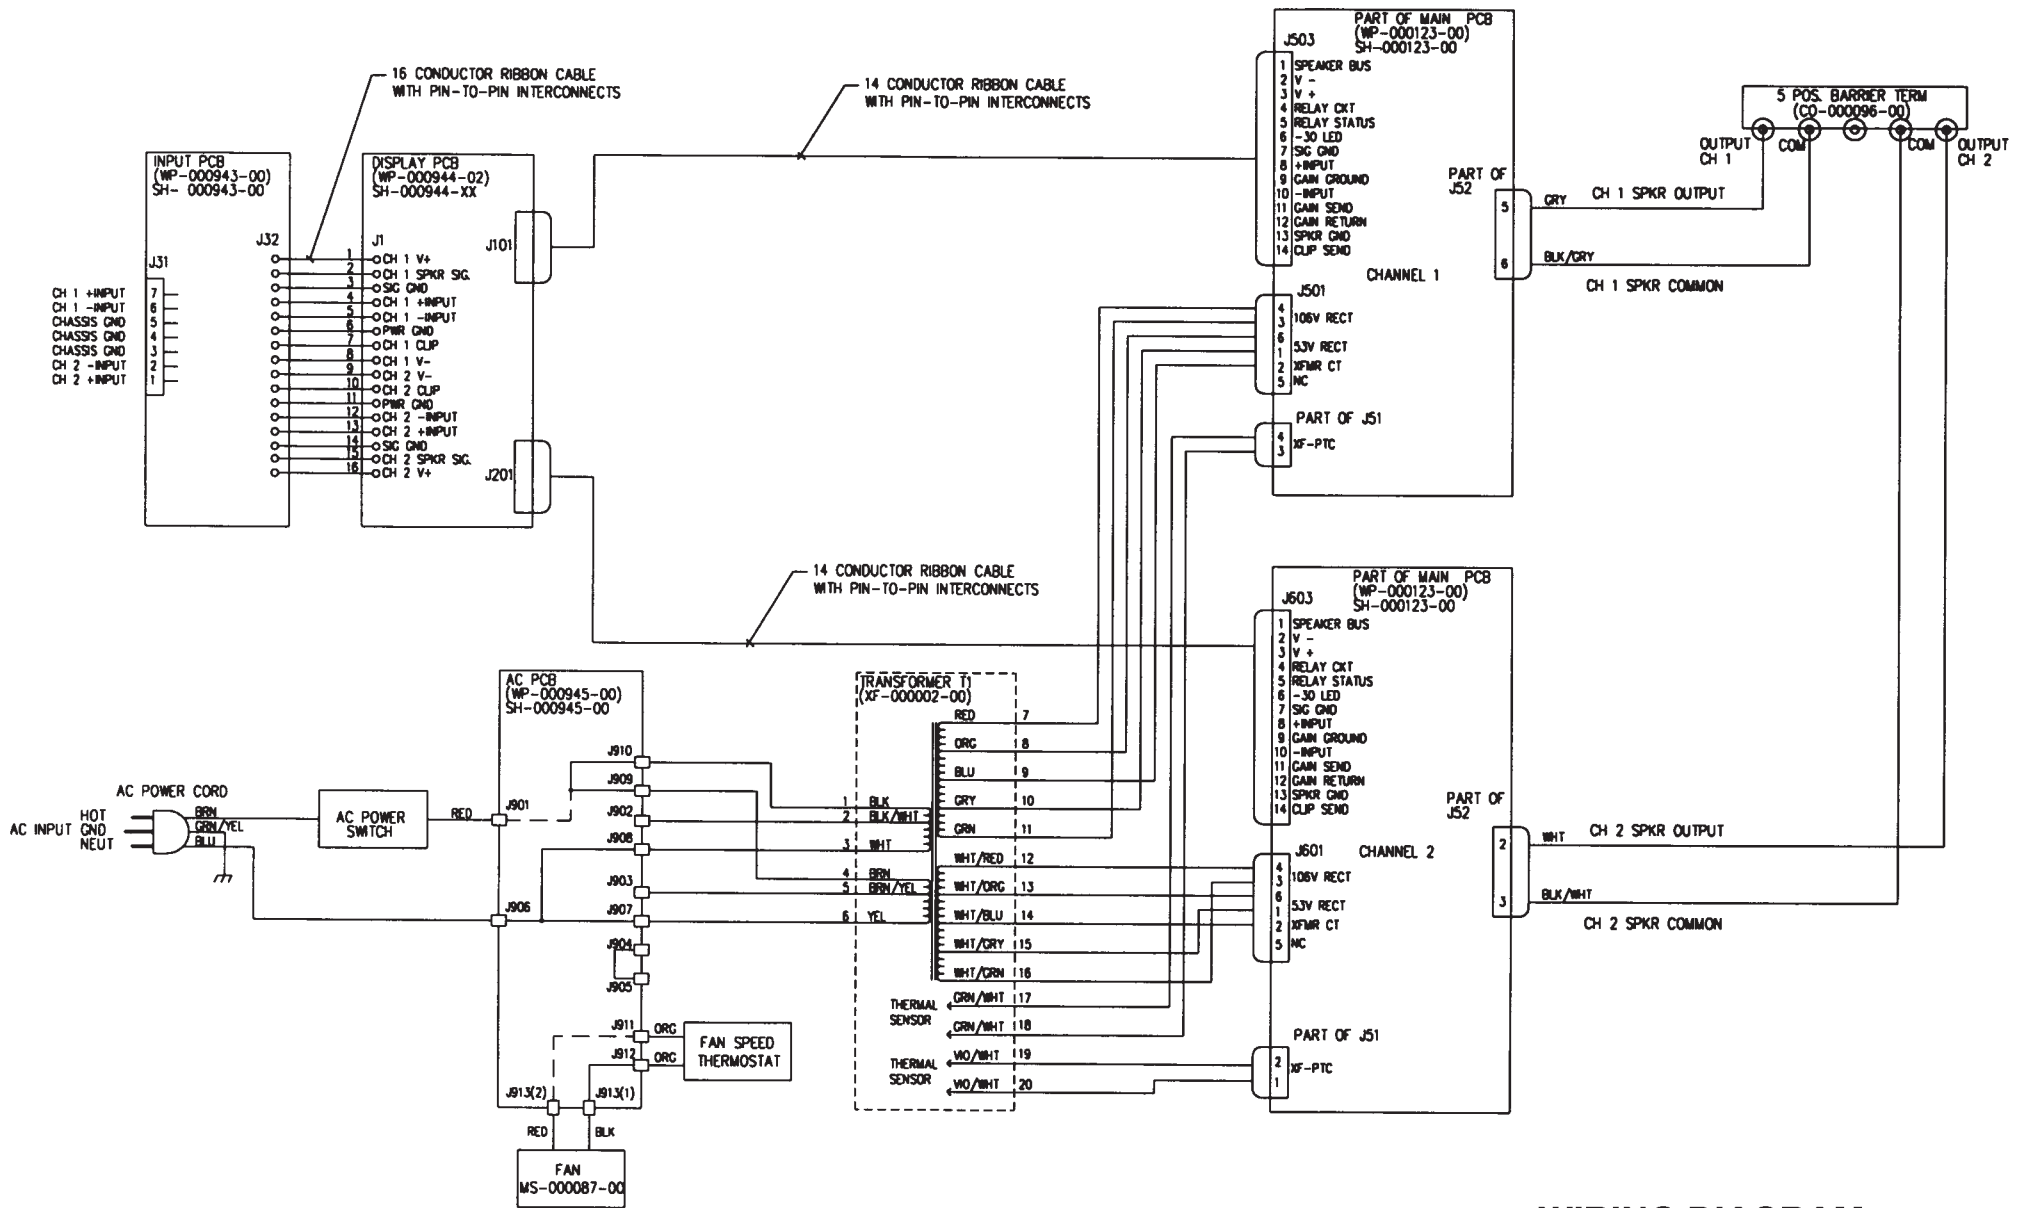 16 CONDUCTOR RIBBON CABLE
WITH PIN-TO-PIN INTERCONNECTS
14 CONDUCTOR RIBBON CABLE
WITH PIN-TO-PIN INTERCONNECTS
INPUT PCB
(WP-000943-00)
SH- 000943-00
J32
J31
CH 1 +INPUT 7
CH 1 -INPUT 6
CHASSIS GND 5
CHASSIS GND 4
CHASSIS GND 3
CH 2 -INPUT 2
CH 2 +INPUT 1
DISPLAY PCB
(WP-000944-02)
SH-000944-XX
J1
J101
J201
1 CH 1 V+
2 CH 1 SPKR SIG.
3 SIG GND
4 CH 1 +INPUT
5 CH 1 -INPUT
6 PWR GND
7 CH 1 CLIP
8 CH 1 V-
9 CH 2 V-
10 CH 2 CLIP
11 PWR GND
12 CH 2 -INPUT
13 CH 2 +INPUT
14 SIG GND
15 CH 2 SPKR SIG.
16 CH 2 V+
PART OF MAIN PCB
(WP-000123-00)
SH-000123-00
J503
1 SPEAKER BUS
2 V -
3 V +
4 RELAY CKT
5 RELAY STATUS
6 -30 LED
7 SIG GND
8 +INPUT
9 GAIN GROUND
10 -INPUT
11 GAIN SEND
12 GAIN RETURN
13 SPKR GND
14 CLIP SEND
CHANNEL 1
J501
4
3 106V RECT
6
1 53V RECT
2 XFMR CT
5 NC
PART OF J51
4 XF-PTC
3
PART OF
J52
5
6
GRY
CH 1 SPKR OUTPUT
BLK/GRY
CH 1 SPKR COMMON
5 POS. BARRIER TERM
(CO-000096-00)
OUTPUT
CH 1
COM
COM
OUTPUT
CH 2
14 CONDUCTOR RIBBON CABLE
WITH PIN-TO-PIN INTERCONNECTS
PART OF MAIN PCB
(WP-000123-00)
SH-000123-00
J603
1 SPEAKER BUS
2 V -
3 V +
4 RELAY CKT
5 RELAY STATUS
6 -30 LED
7 SIG GND
8 +INPUT
9 GAIN GROUND
10 -INPUT
11 GAIN SEND
12 GAIN RETURN
13 SPKR GND
14 CLIP SEND
J601
CHANNEL 2
4
3 106V RECT
6
1 53V RECT
2 XFMR CT
5 NC
PART OF J51
2 XF-PTC
1
PART OF
J52
2
3
WHT
CH 2 SPKR OUTPUT
BLK/WHT
CH 2 SPKR COMMON
AC POWER CORD
HOT
AC INPUT GND
NEUT
BRN
GRN/YEL
BLU
AC POWER
SWITCH
RED
AC PCB
(WP-000945-00)
SH-000945-00
J901
J906
J910
J909
J902
J908
J903
J907
J904
J905
J911
J912
J913(2)
J913(1)
ORG
ORG
FAN SPEED
THERMOSTAT
RED
BLK
FAN
MS-000087-00
TRANSFORMER T1
(XF-000002-00)
1 BLK
2 BLK/WHT
3 WHT
4 BRN
5 BRN/YEL
6 YEL
RED 7
ORG 8
BLU 9
GRY 10
GRN 11
WHT/RED 12
WHT/ORG 13
WHT/BLU 14
WHT/GRY 15
WHT/GRN 16
THERMAL
SENSOR
GRN/WHT 17
GRN/WHT 18
THERMAL
SENSOR
VIO/WHT 19
VIO/WHT 20